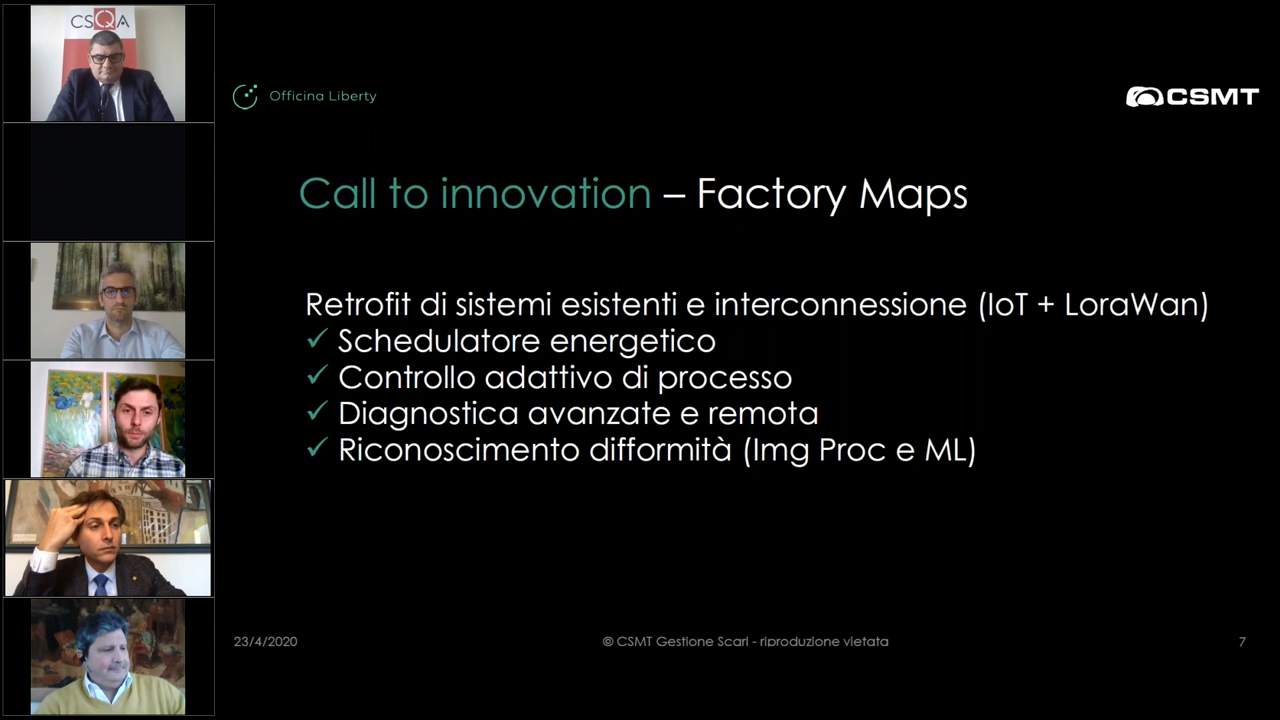 CSQA
Officina Liberty
CSMT
Call to innovation – Factory Maps
Retrofit di sistemi esistenti e interconnessione (IoT + LoraWan)
✓ Schedulatore energetico
✓ Controllo adattivo di processo
✓ Diagnostica avanzate e remota
✓ Riconoscimento difformità (Img Proc e ML)
23/4/2020
© CSMT Gestione Scarl - riproduzione vietata
7